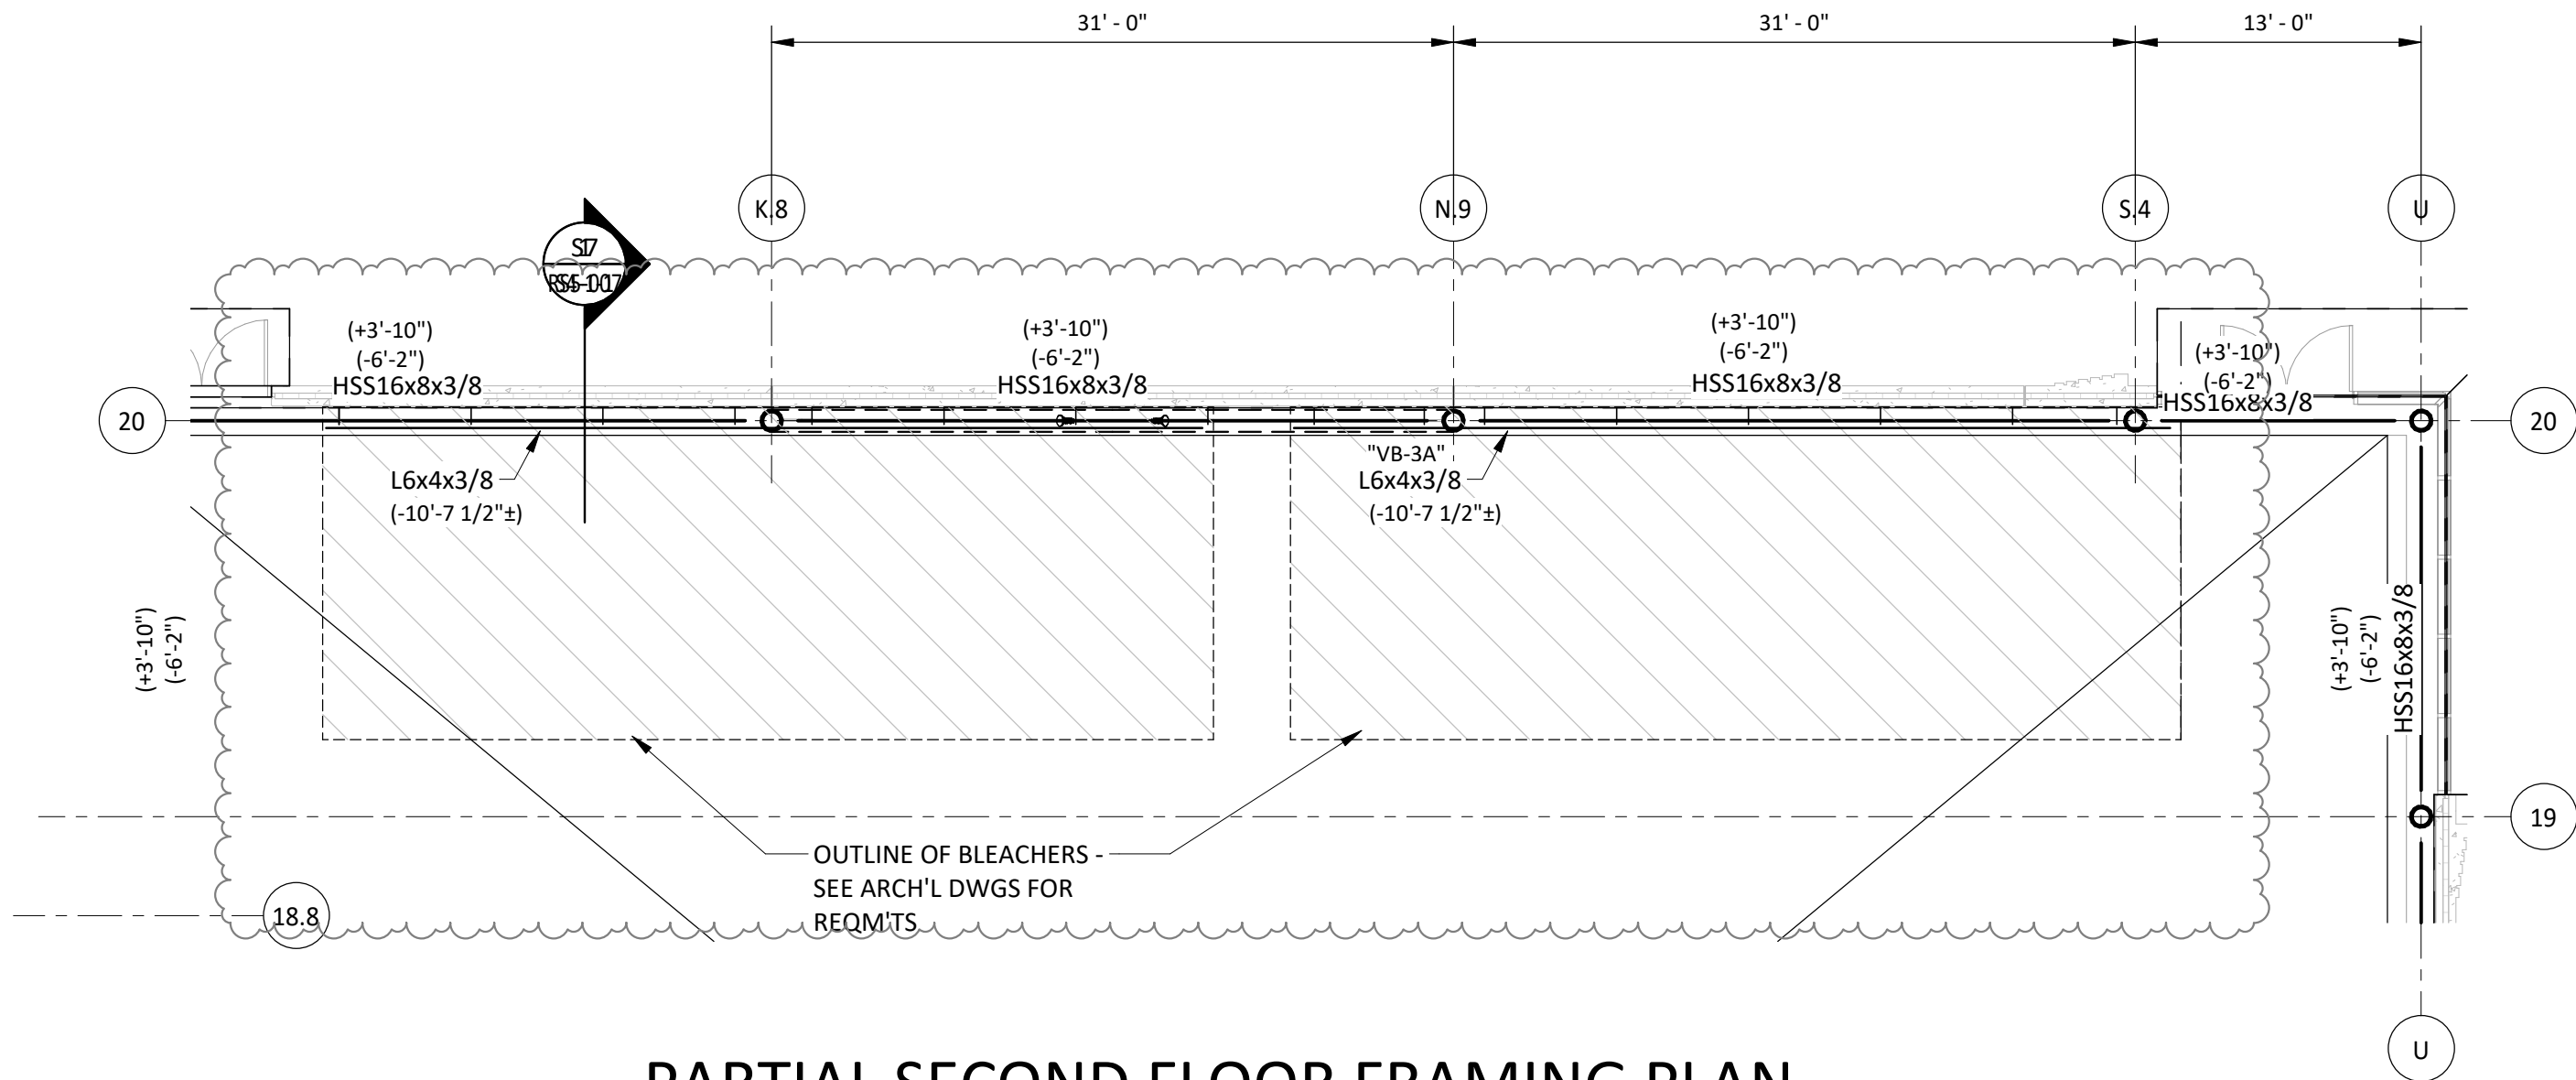 31' - 0"
31' - 0"
13' - 0"
K.8
N.9
S.4
U
(+3'-10")
(-6'-2")
HSS16x8x3/8
(+3'-10")
(-6'-2")
HSS16x8x3/8
(+3'-10")
(-6'-2")
HSS16x8x3/8
(+3'-10")
(-6'-2")
HSS16x8x3/8
20
20
L6x4x3/8
(-10'-7 1/2"±)
"VB-3A"
L6x4x3/8
(-10'-7 1/2"±)
(+3'-10")
(-6'-2")
(+3'-10")
(-6'-2")
HSS16x8x3/8
19
OUTLINE OF BLEACHERS -
SEE ARCH'L DWGS FOR
REQM'TS
18.8
U
PARTIAL SECOND FLOOR FRAMING PLAN